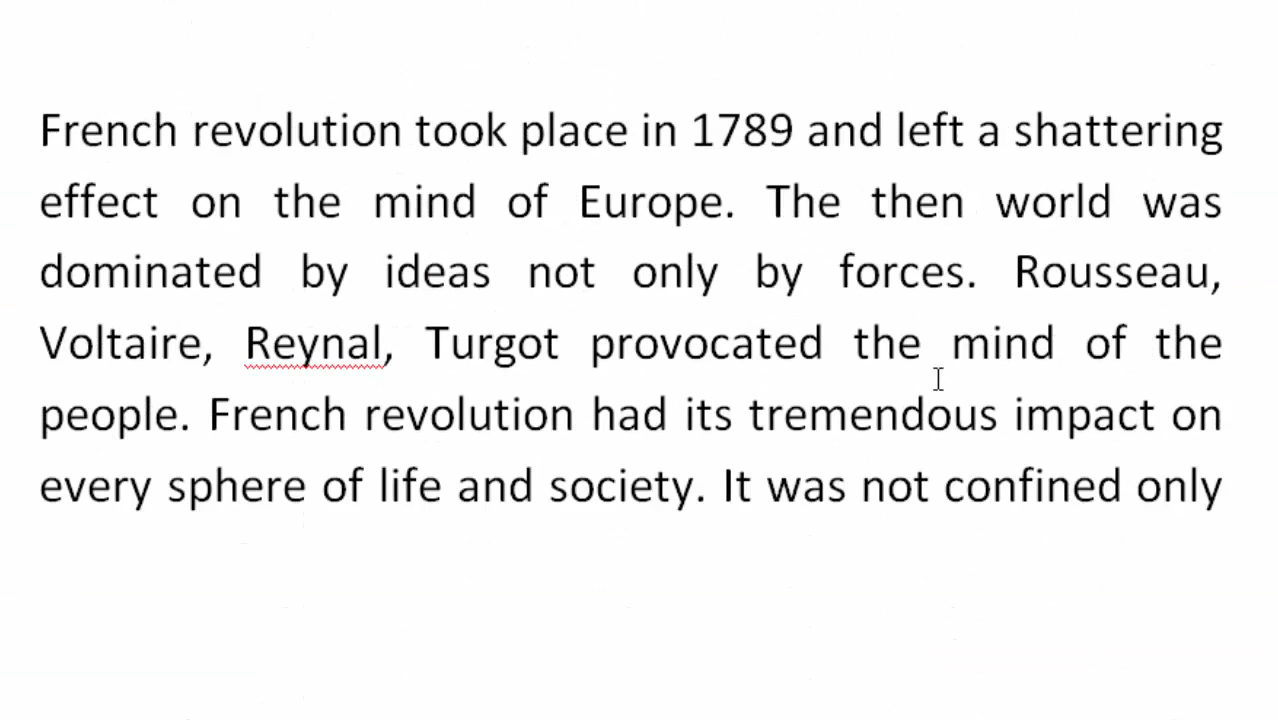 French revolution took place in 1789 and left a shattering
effect on the mind of Europe. The then world was
dominated by ideas not only by forces. Rousseau,
Voltaire, Reynal, Turgot provocated the mind of the
people. French revolution had its tremendous impact on
every sphere of life and society. It was not confined only